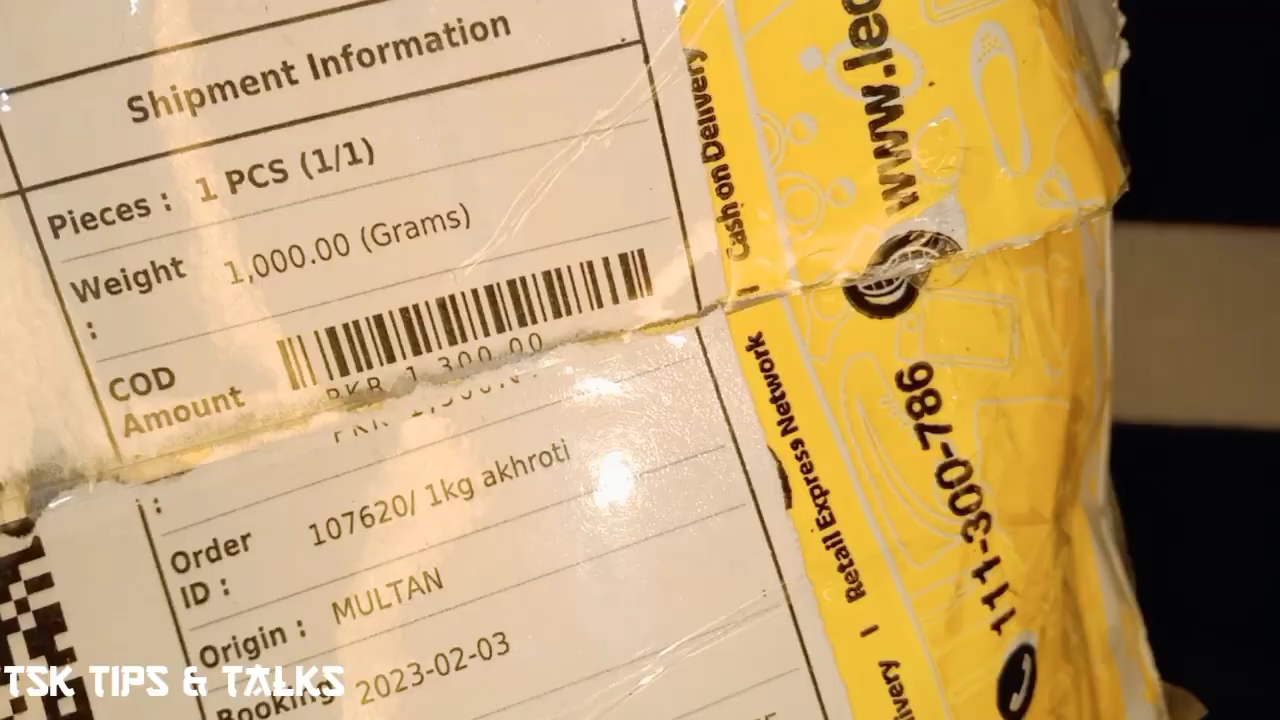 Shipment Information
Pieces : 1 PCS (1/1)
Weight : 1,000.00 (Grams)
COD Amount : PKR 1,300.00
Order ID : 107620/ 1kg akhroti
Origin : MULTAN
Booking 2023-02-03
Cash on Delivery | Retail Express Network |
www.leo
111-300-786
TSK TIPS & TALKS